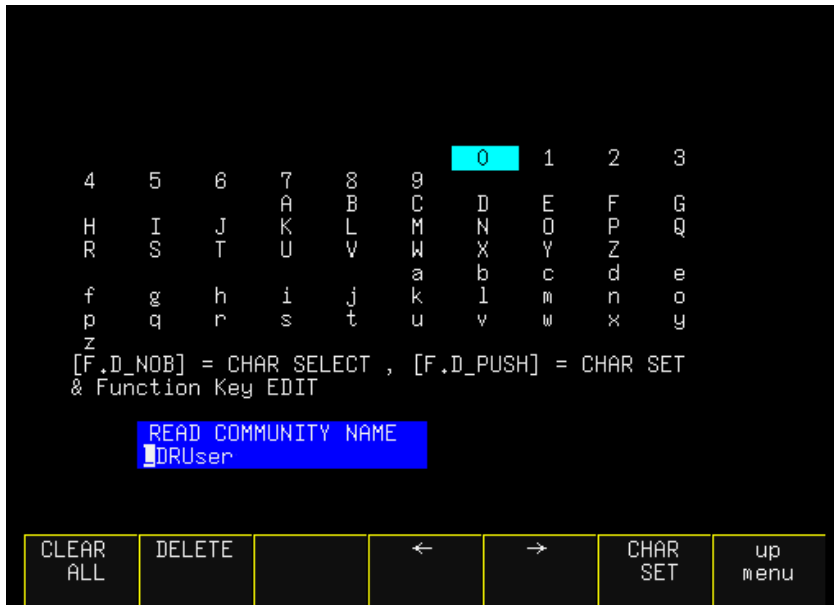 0 1 2 3
4 5 6 7 8 9
A B C D E F G
H I J K L M N O P Q
R S T U V W X Y Z
a b c d e
f g h i j k l m n o
p q r s t u v w x y
z
[F.D_NOB] = CHAR SELECT , [F.D_PUSH] = CHAR SET
& Function Key EDIT
READ COMMUNITY NAME
LDRUser
CLEAR ALL
DELETE
←
→
CHAR SET
up menu